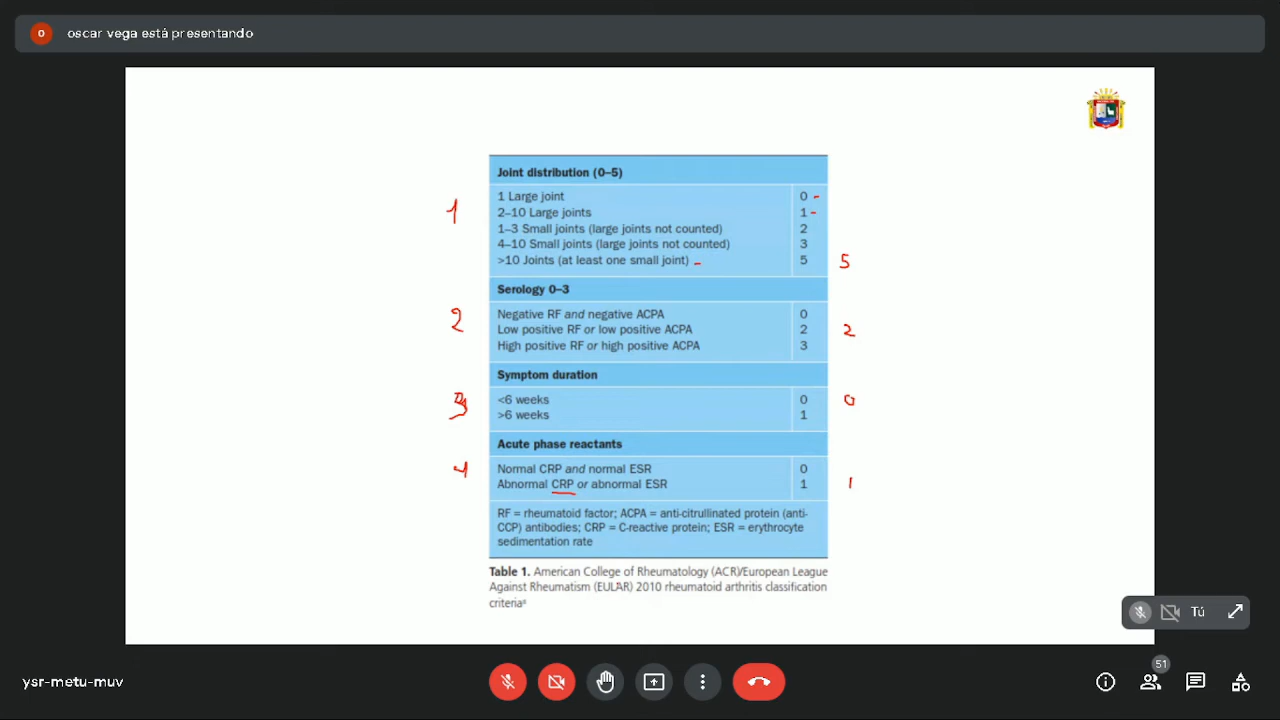 O oscar vega está presentando
Joint distribution (0–5)
1 1 Large joint 0 -
2–10 Large joints 1 -
1–3 Small joints (large joints not counted) 2
4–10 Small joints (large joints not counted) 3
>10 Joints (at least one small joint) - 5 5
Serology 0–3
2 Negative RF and negative ACPA 0
Low positive RF or low positive ACPA 2 2
High positive RF or high positive ACPA 3
Symptom duration
3 <6 weeks 0 0
>6 weeks 1
Acute phase reactants
4 Normal CRP and normal ESR 0
Abnormal CRP or abnormal ESR 1 1
RF = rheumatoid factor; ACPA = anti-citrullinated protein (anti-
CCP) antibodies; CRP = C-reactive protein; ESR = erythrocyte
sedimentation rate
Table 1. American College of Rheumatology (ACR)/European League
Against Rheumatism (EULAR) 2010 rheumatoid arthritis classification
criteria
Tú
ysr-metu-muv
51